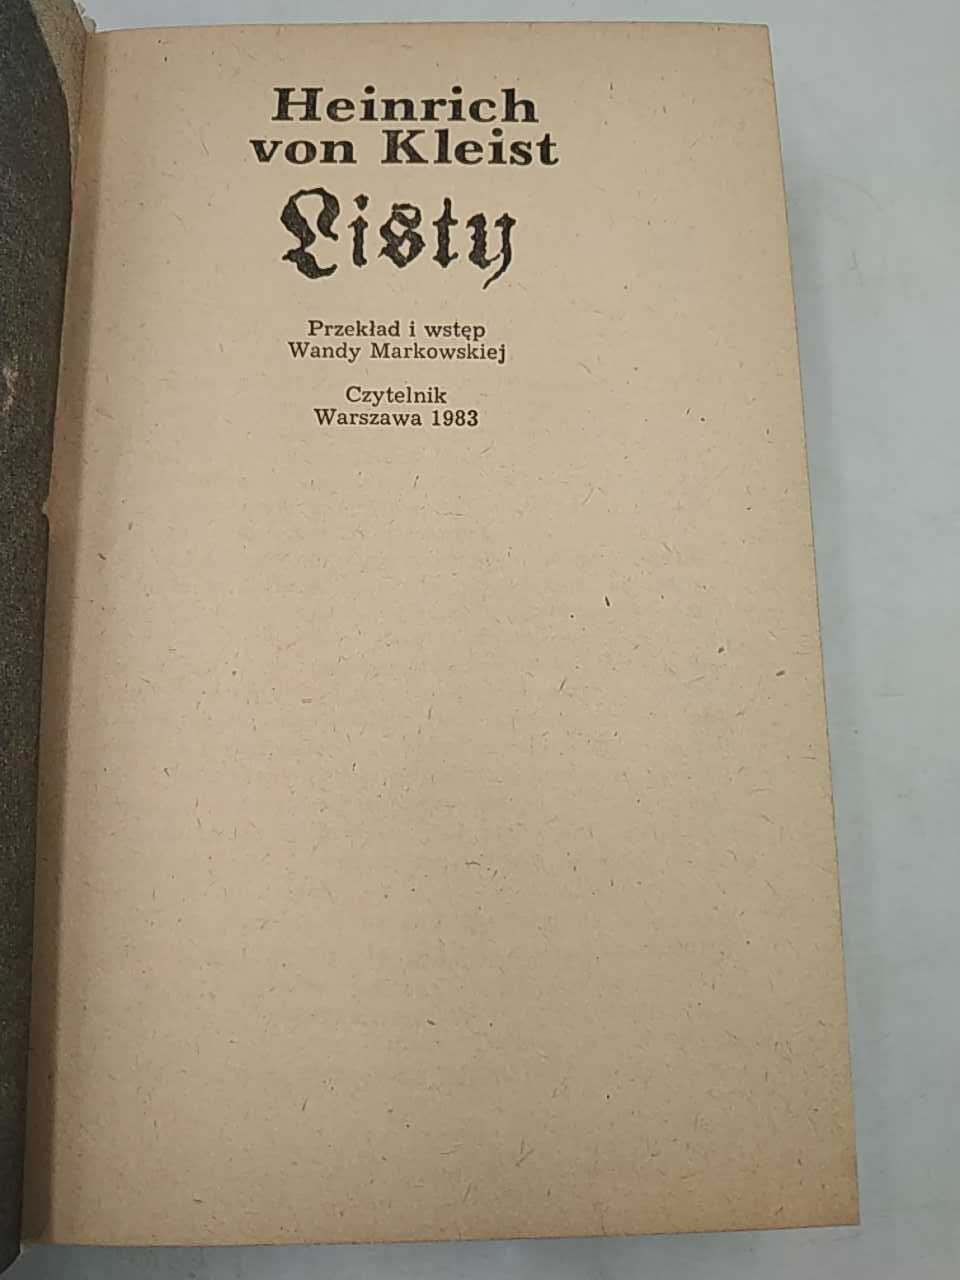 Heinrich
von Kleist
Listy
Przekład i wstęp
Wandy Markowskiej
Czytelnik
Warszawa 1983